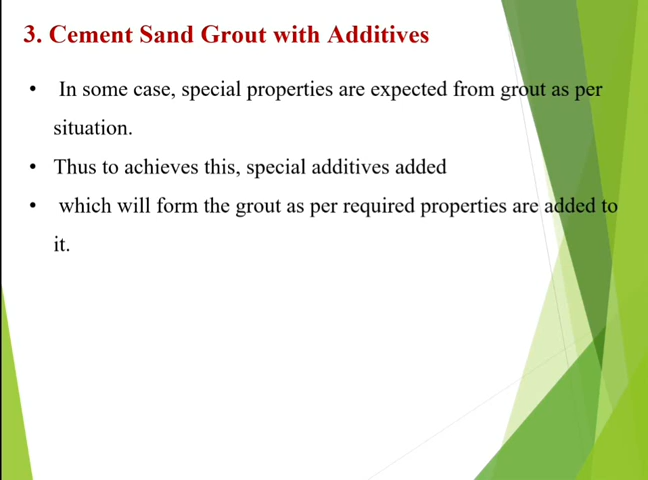 3. Cement Sand Grout with Additives
• In some case, special properties are expected from grout as per
situation.
• Thus to achieves this, special additives added
• which will form the grout as per required properties are added to
it.